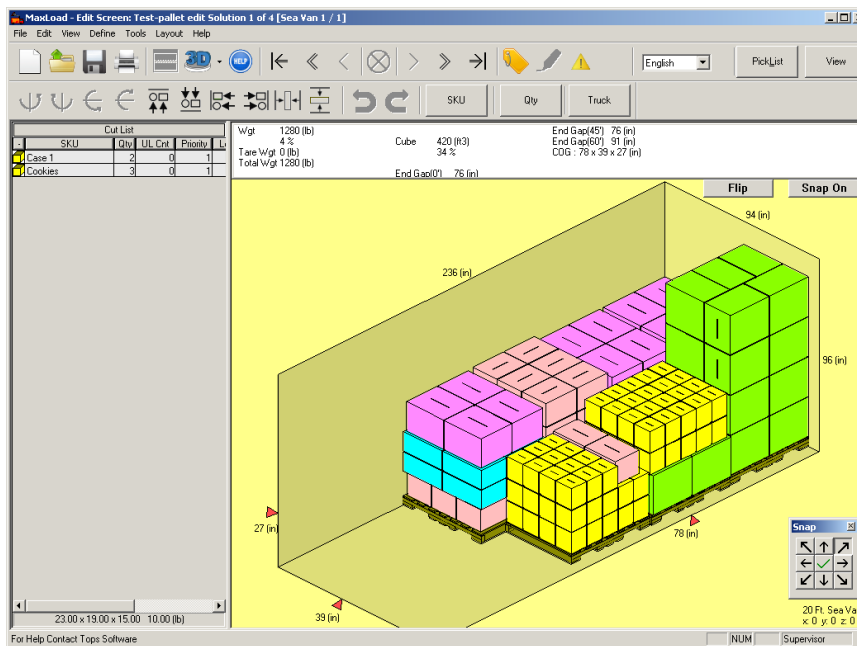 MaxLoad - Edit Screen: Test-pallet edit Solution 1 of 4 [Sea Van 1 / 1]
File Edit View Define Tools Layout Help
3D HELP English PickList View
SKU Qty Truck
Cut List
- SKU Qty UL Cnt Priority L
Case 1 2 0 1
Cookies 3 0 1
Wgt 1280 (lb)
4 %
Tare Wgt 0 (lb)
Total Wgt 1280 (lb)
Cube 420 (ft3)
34 %
End Gap(0') 76 (in)
End Gap(45') 76 (in)
End Gap(60') 91 (in)
COG : 78 x 39 x 27 (in)
Flip Snap On
94 (in)
236 (in)
96 (in)
27 (in)
78 (in)
39 (in)
Snap
20 Ft. Sea Va
x: 0 y: 0 z: 0
23.00 x 19.00 x 15.00 10.00 (lb)
For Help Contact Tops Software NUM Supervisor